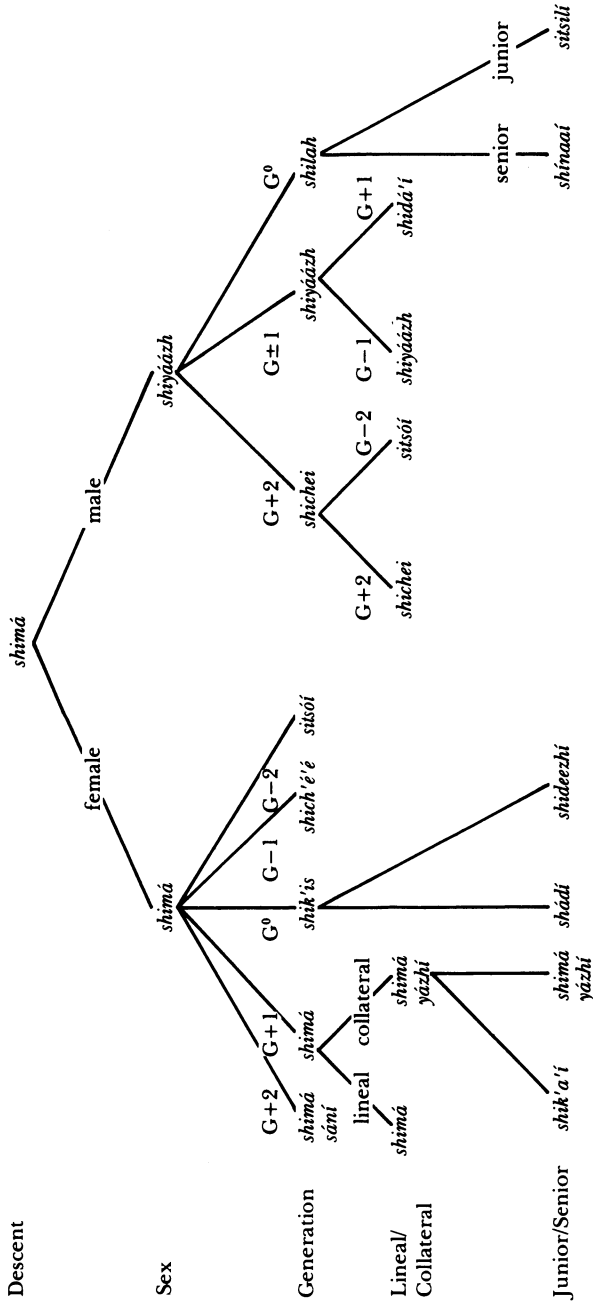 Descent
shimá
female
male
Sex
shimá
shiyáázh
G+2
G+1
G⁰
G−1
G−2
G+2
G±1
G⁰
Generation
shimá
sání
shimá
shik'is
shich'é'é
sitsóí
shichei
shiyáázh
shilah
lineal
collateral
G+2
G−2
G−1
G+1
Lineal/
Collateral
shimá
shimá
yázhí
shichei
sitsóí
shiyáázh
shidá'í
senior
junior
Junior/Senior
shik'a'í
shimá
yázhí
shádí
shideezhí
shínaaí
sitsilí